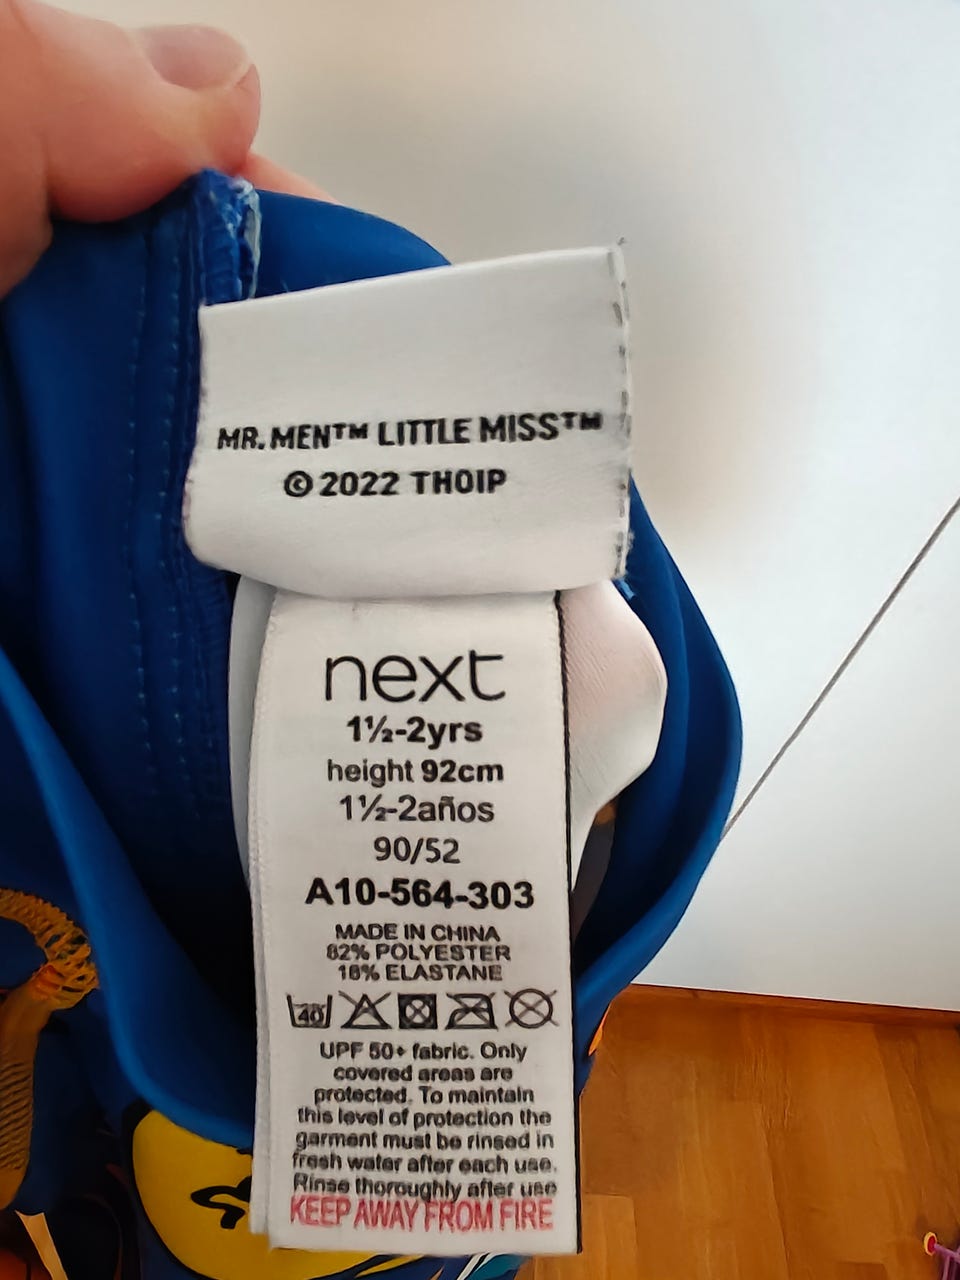 MR. MEN™ LITTLE MISS™
© 2022 THOIP
next
1½-2yrs
height 92cm
1½-2años
90/52
A10-564-303
MADE IN CHINA
82% POLYESTER
18% ELASTANE
40
UPF 50+ fabric. Only
covered areas are
protected. To maintain
this level of protection the
garment must be rinsed in
fresh water after each use.
Rinse thoroughly after use
KEEP AWAY FROM FIRE